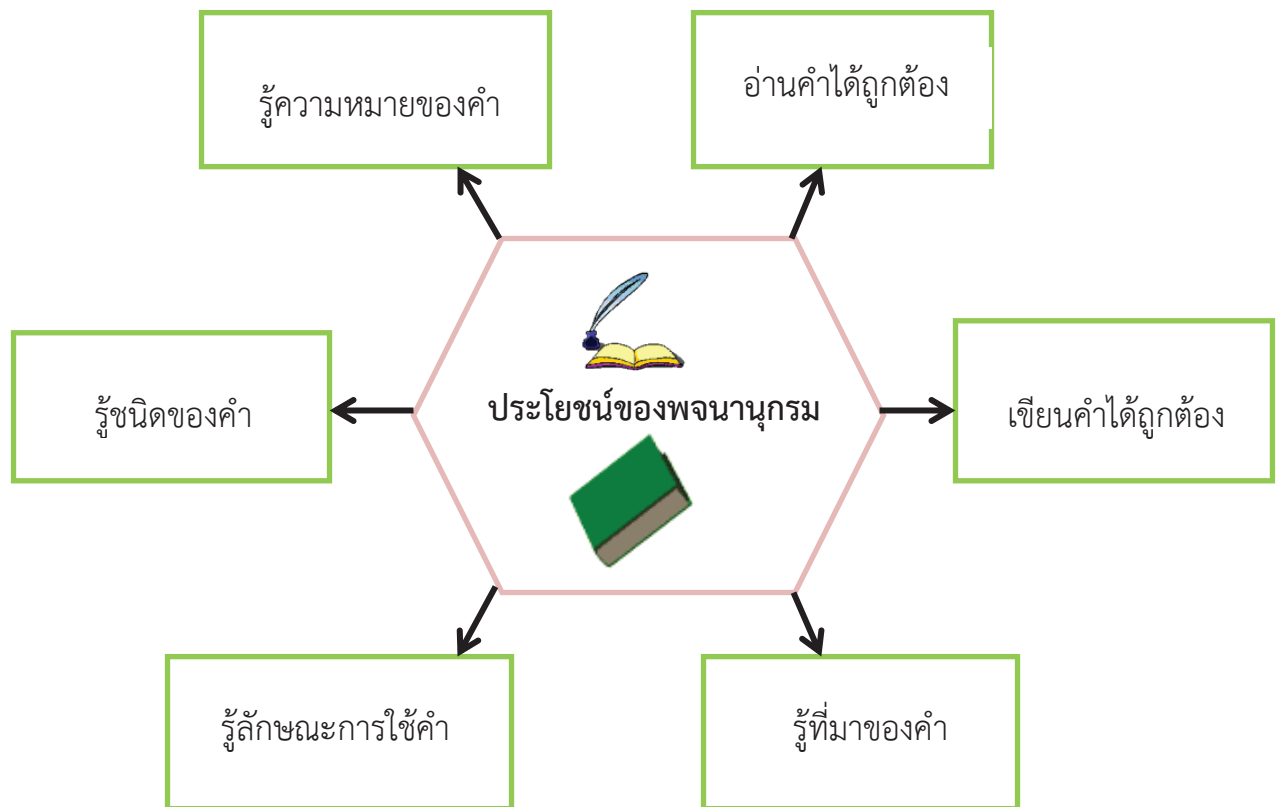 รู้ความหมายของคำ
อ่านคำได้ถูกต้อง
รู้ชนิดของคำ
ประโยชน์ของพจนานุกรม
เขียนคำได้ถูกต้อง
รู้ลักษณะการใช้คำ
รู้ที่มาของคำ